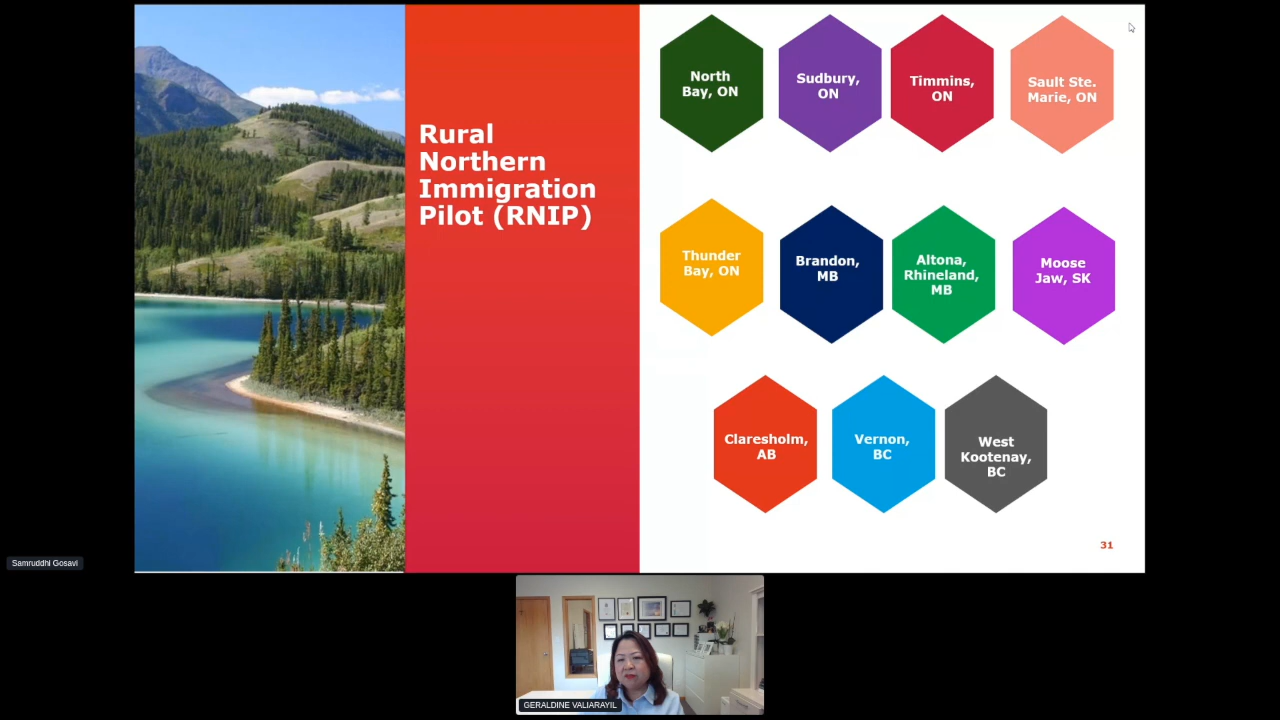 Rural
Northern
Immigration
Pilot (RNIP)
North
Bay, ON
Sudbury,
ON
Timmins,
ON
Sault Ste.
Marie, ON
Thunder
Bay, ON
Brandon,
MB
Altona,
Rhineland,
MB
Moose
Jaw, SK
Claresholm,
AB
Vernon,
BC
West
Kootenay,
BC
31
Samruddhi Gosavi
GERALDINE VALIARAYIL